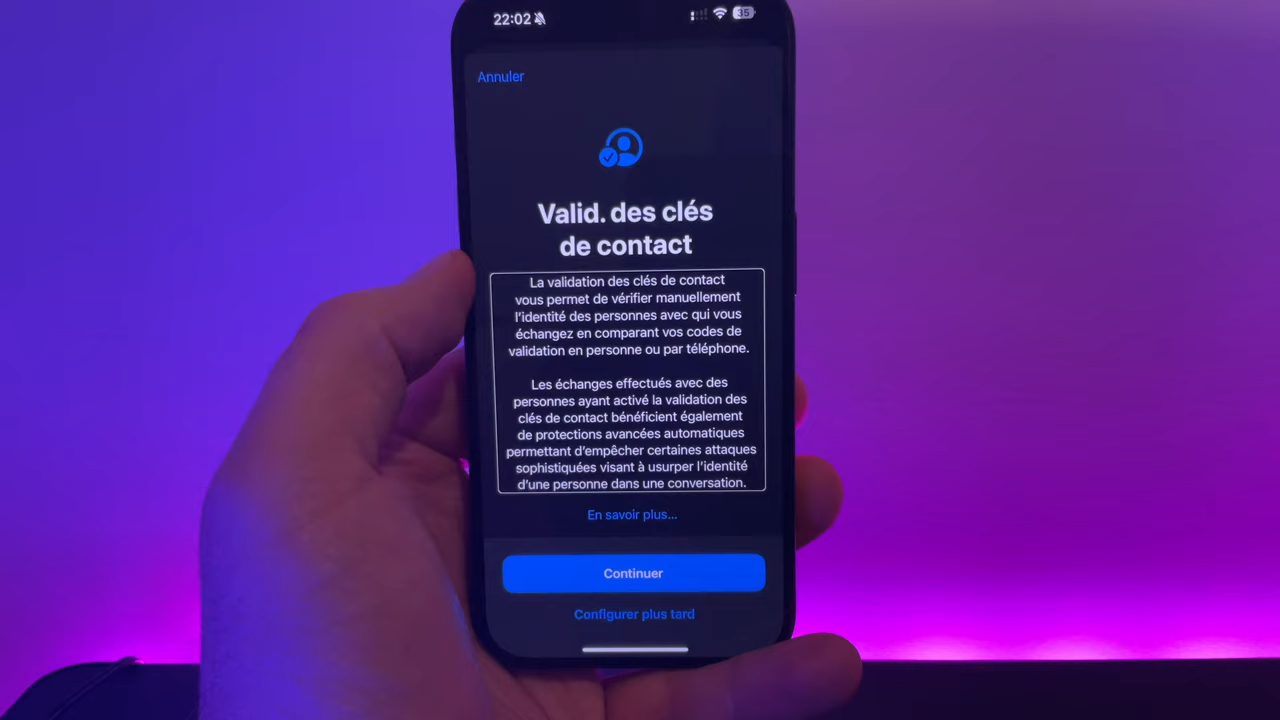 22:02
35
Annuler
Valid. des clés
de contact
La validation des clés de contact
vous permet de vérifier manuellement
l'identité des personnes avec qui vous
échangez en comparant vos codes de
validation en personne ou par téléphone.
Les échanges effectués avec des
personnes ayant activé la validation des
clés de contact bénéficient également
de protections avancées automatiques
permettant d'empêcher certaines attaques
sophistiquées visant à usurper l'identité
d'une personne dans une conversation.
En savoir plus...
Continuer
Configurer plus tard